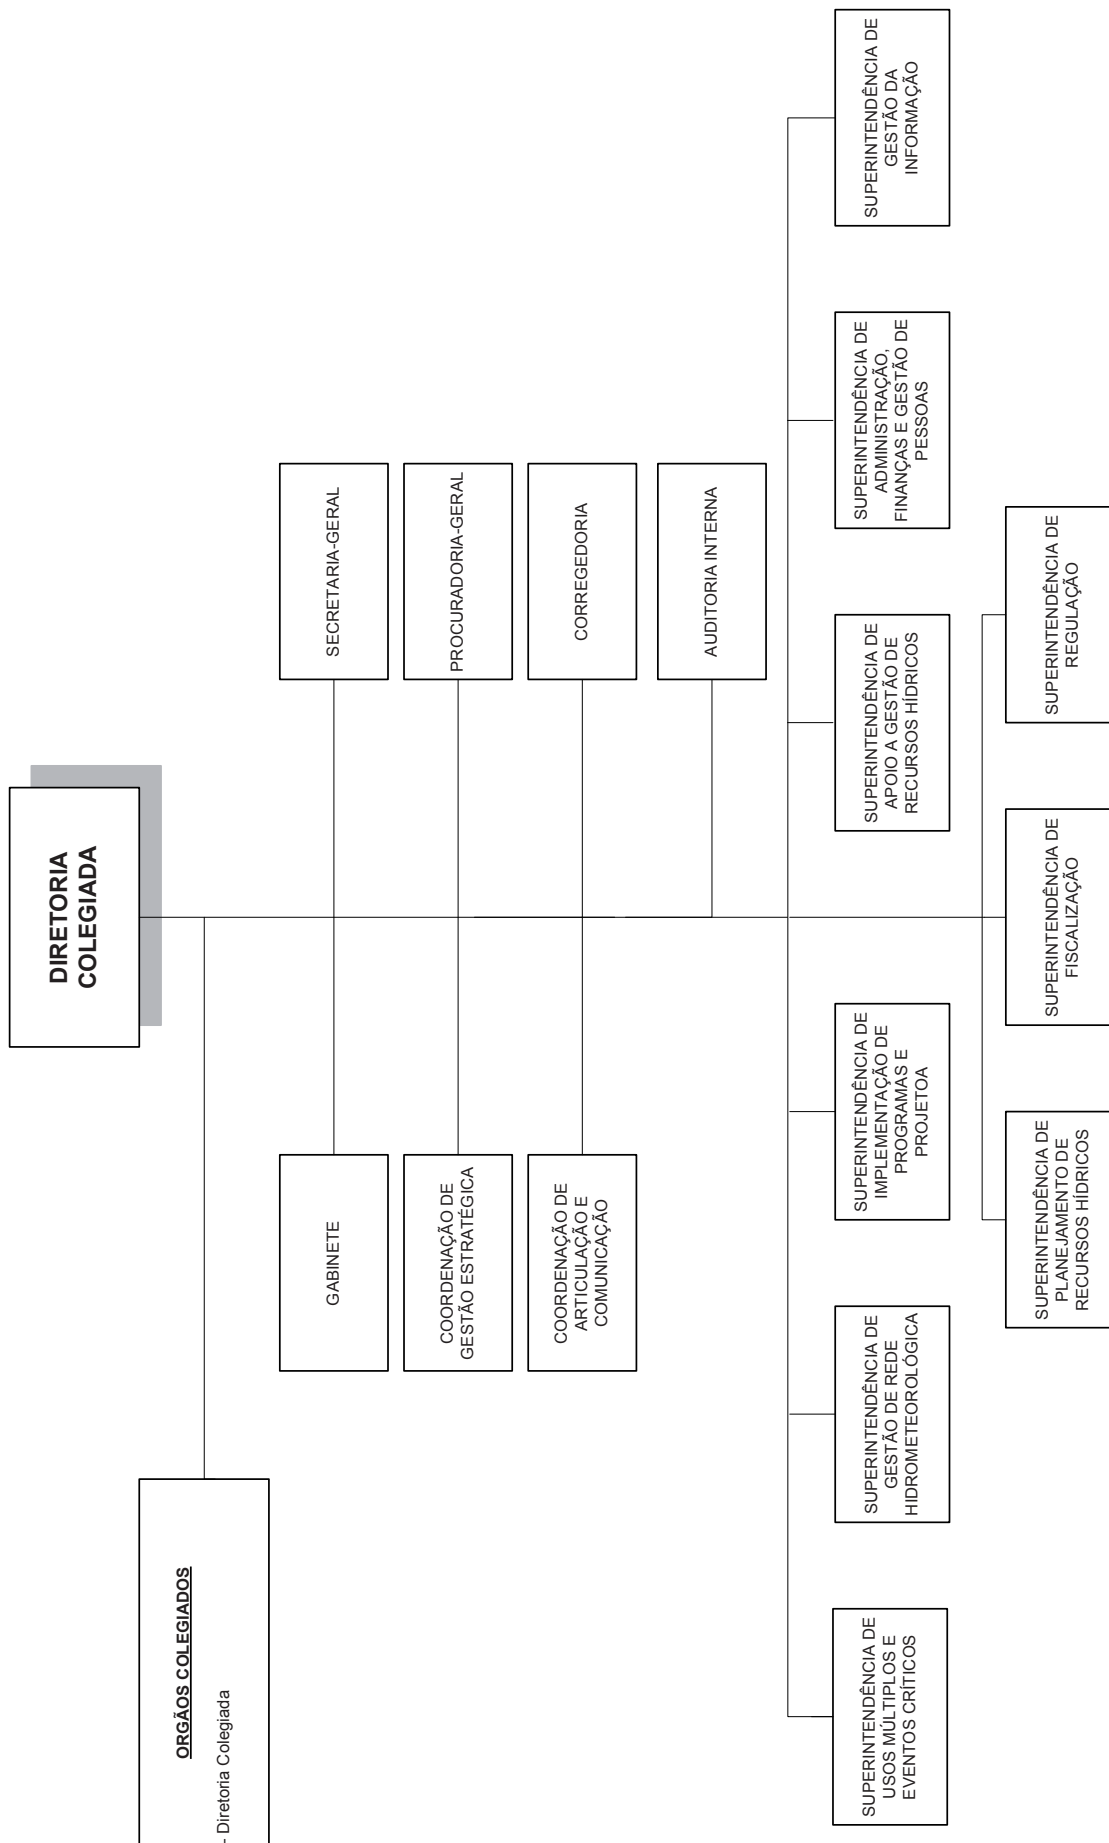 DIRETORIA
COLEGIADA
ORGÃOS COLEGIADOS
- Diretoria Colegiada
GABINETE
SECRETARIA-GERAL
COORDENAÇÃO DE
GESTÃO ESTRATÉGICA
PROCURADORIA-GERAL
COORDENAÇÃO DE
ARTICULAÇÃO E
COMUNICAÇÃO
CORREGEDORIA
AUDITORIA INTERNA
SUPERINTENDÊNCIA DE
USOS MÚLTIPLOS E
EVENTOS CRÍTICOS
SUPERINTENDÊNCIA DE
GESTÃO DE REDE
HIDROMETEOROLÓGICA
SUPERINTENDÊNCIA DE
IMPLEMENTAÇÃO DE
PROGRAMAS E
PROJETOA
SUPERINTENDÊNCIA DE
APOIO A GESTÃO DE
RECURSOS HÍDRICOS
SUPERINTENDÊNCIA DE
ADMINISTRAÇÃO,
FINANÇAS E GESTÃO DE
PESSOAS
SUPERINTENDÊNCIA DE
GESTÃO DA
INFORMAÇÃO
SUPERINTENDÊNCIA DE
PLANEJAMENTO DE
RECURSOS HÍDRICOS
SUPERINTENDÊNCIA DE
FISCALIZAÇÃO
SUPERINTENDÊNCIA DE
REGULAÇÃO